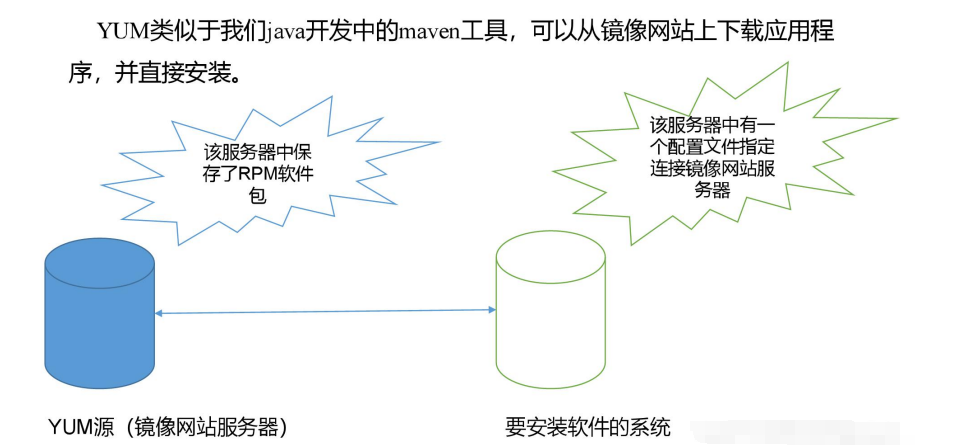 YUM类似于我们java开发中的maven工具，可以从镜像网站上下载应用程
序，并直接安装。
该服务器中保
存了RPM软件
包
该服务器中有一
个配置文件指定
连接镜像网站服
务器
YUM源（镜像网站服务器）
要安装软件的系统